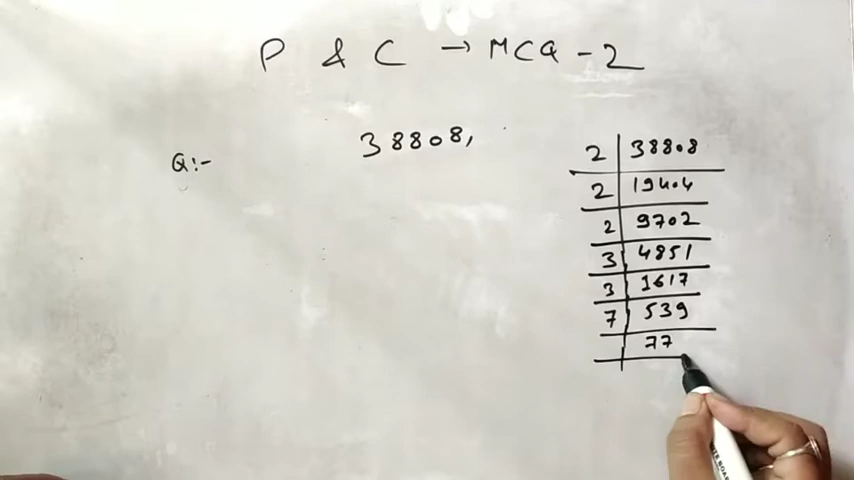 P & C → MCQ - 2
Q:- 38808,
2 | 38808
2 | 19404
2 | 9702
3 | 4851
3 | 1617
7 | 539
77